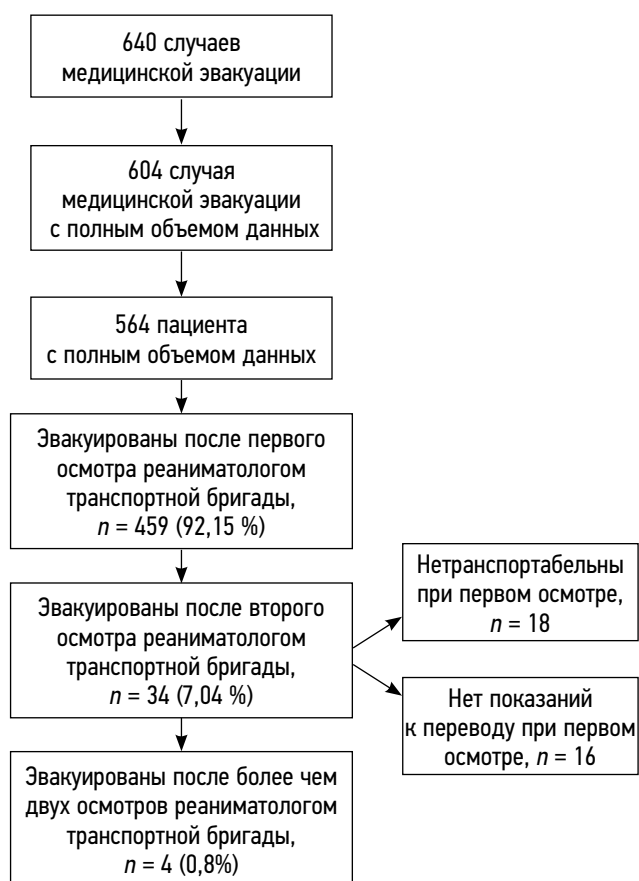 640 случаев
медицинской эвакуации
604 случая
медицинской эвакуации
с полным объемом данных
564 пациента
с полным объемом данных
Эвакуированы после первого
осмотра реаниматологом
транспортной бригады,
n = 459 (92,15 %)
Эвакуированы после второго
осмотра реаниматологом
транспортной бригады,
n = 34 (7,04 %)
Нетранспортабельны
при первом осмотре,
n = 18
Нет показаний
к переводу при первом
осмотре, n = 16
Эвакуированы после более чем
двух осмотров реаниматологом
транспортной бригады,
n = 4 (0,8%)